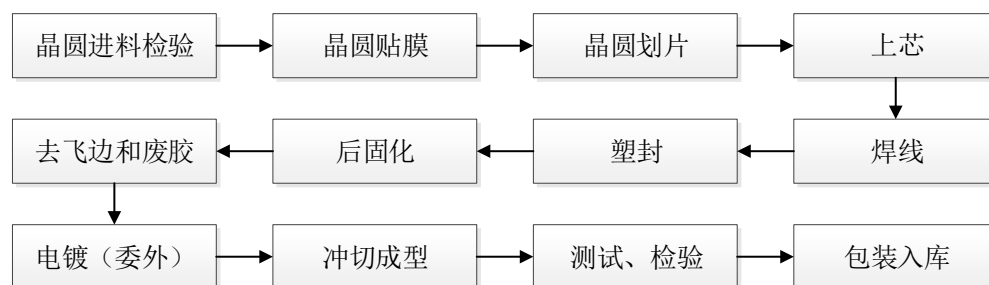 晶圆进料检验
晶圆贴膜
晶圆划片
上芯
焊线
塑封
后固化
去飞边和废胶
电镀（委外）
冲切成型
测试、检验
包装入库